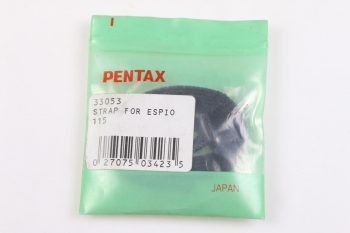 PENTAX
33053
STRAP FOR ESPIO
115
0 27075 03423 5
JAPAN